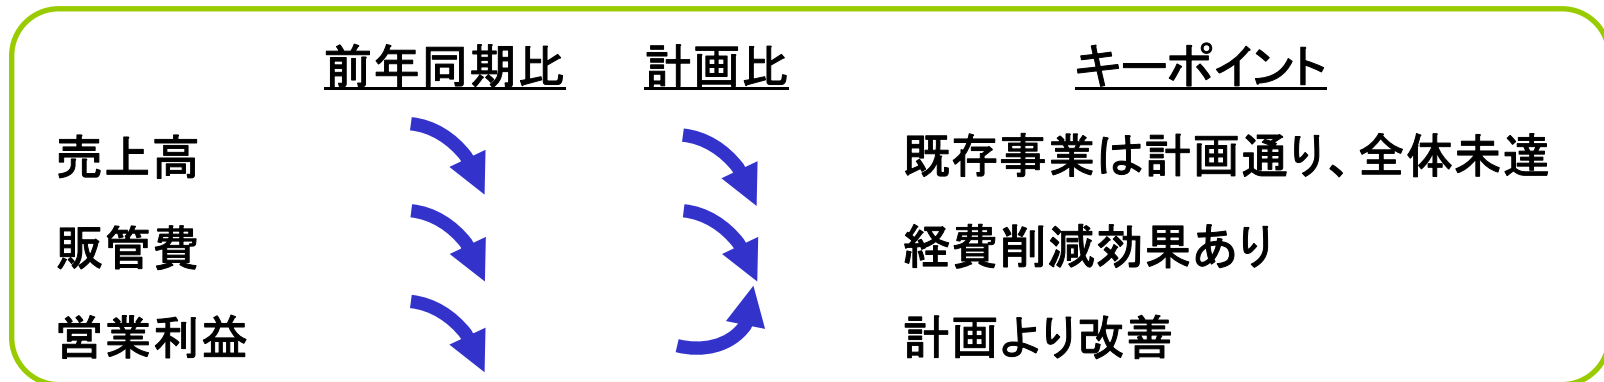 前年同期比 計画比 キーポイント
売上高 既存事業は計画通り、全体未達
販管費 経費削減効果あり
営業利益 計画より改善